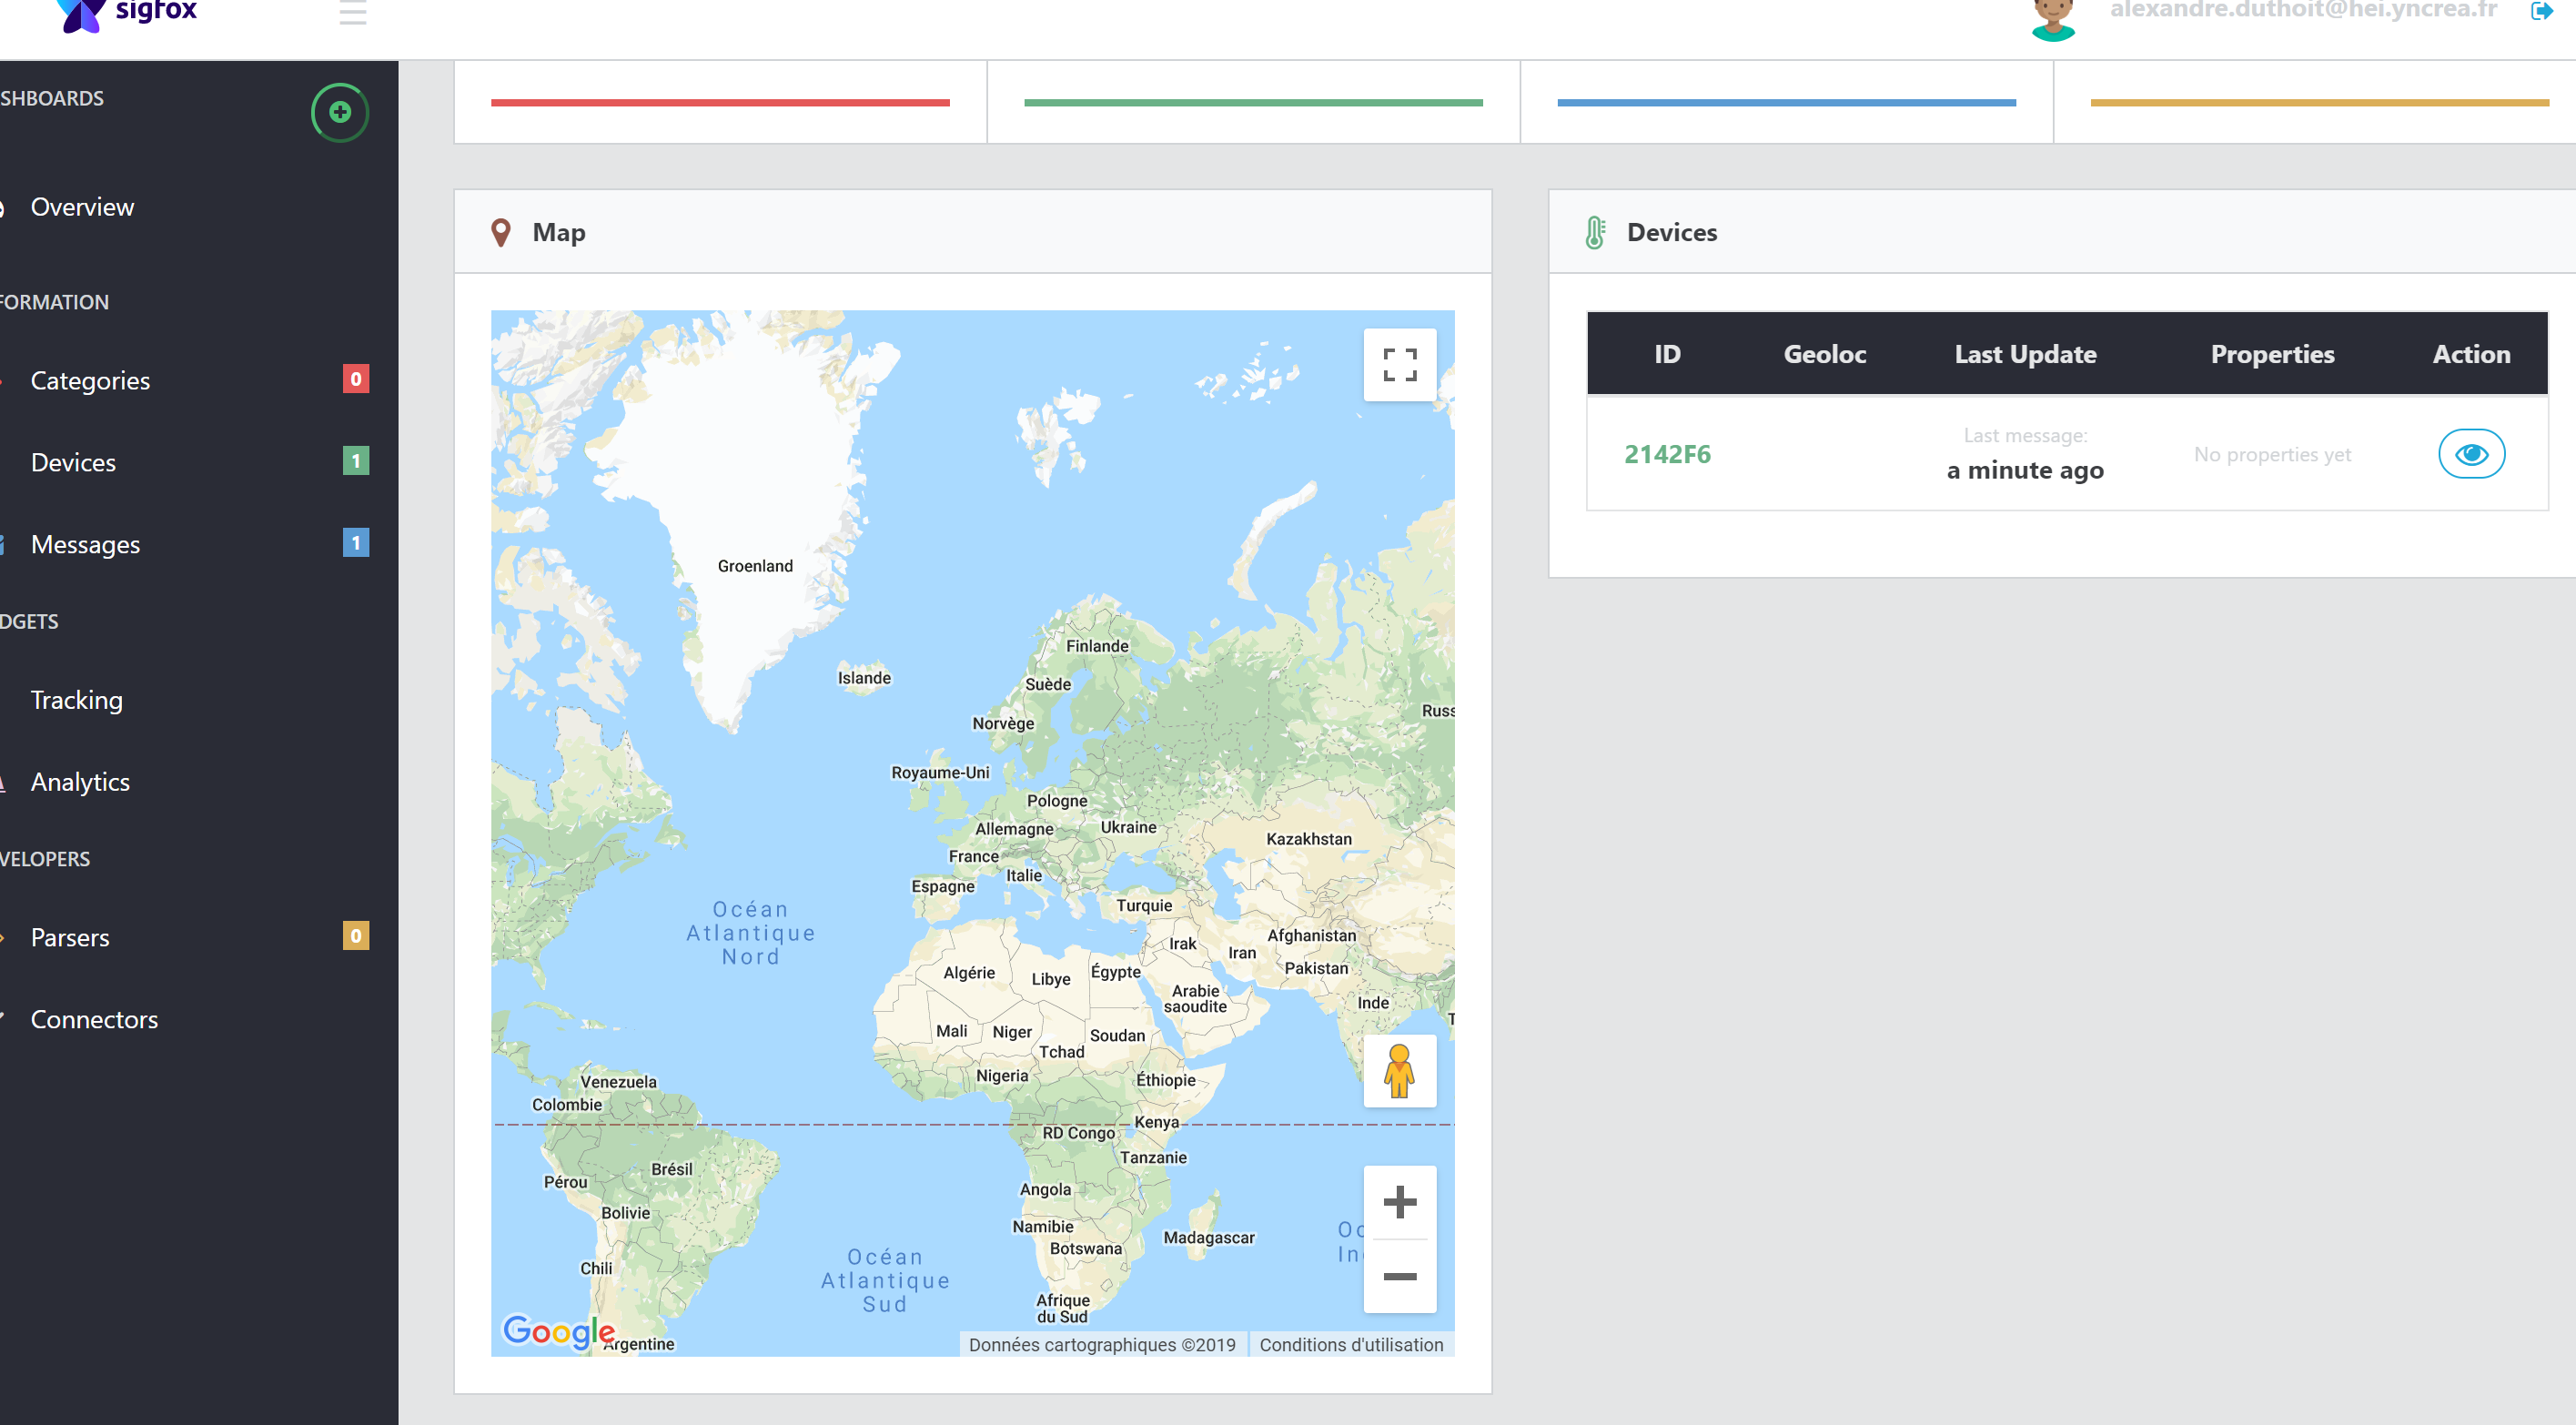 sigfox
alexandre.duthoit@hei.yncrea.fr
SHBOARDS
Overview
FORMATION
Categories 0
Devices 1
Messages 1
DGETS
Tracking
Analytics
VELOPERS
Parsers 0
Connectors
Map
Groenland
Finlande
Islande
Suède
Norvège
Russ
Royaume-Uni
Pologne
Allemagne
Ukraine
Kazakhstan
France
Italie
Espagne
Turquie
Océan
Atlantique
Nord
Irak
Afghanistan
Iran
Pakistan
Algérie
Libye
Égypte
Arabie
saoudite
Inde
T
Mali
Niger
Soudan
Tchad
Nigeria
Éthiopie
Venezuela
Colombie
Kenya
RD Congo
Tanzanie
Brésil
Pérou
Angola
Bolivie
Namibie
Botswana
Madagascar
Oc
In
Chili
Océan
Atlantique
Sud
Afrique
du Sud
Google
Argentine
Données cartographiques ©2019
Conditions d'utilisation
Devices
ID Geoloc Last Update Properties Action
2142F6
Last message:
a minute ago
No properties yet